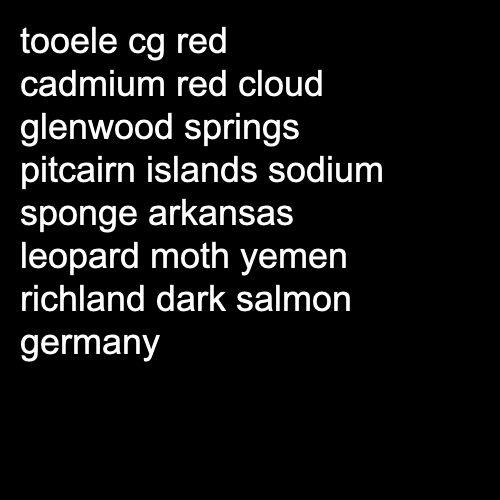 tooele cg red
cadmium red cloud
glenwood springs
pitcairn islands sodium
sponge arkansas
leopard moth yemen
richland dark salmon
germany